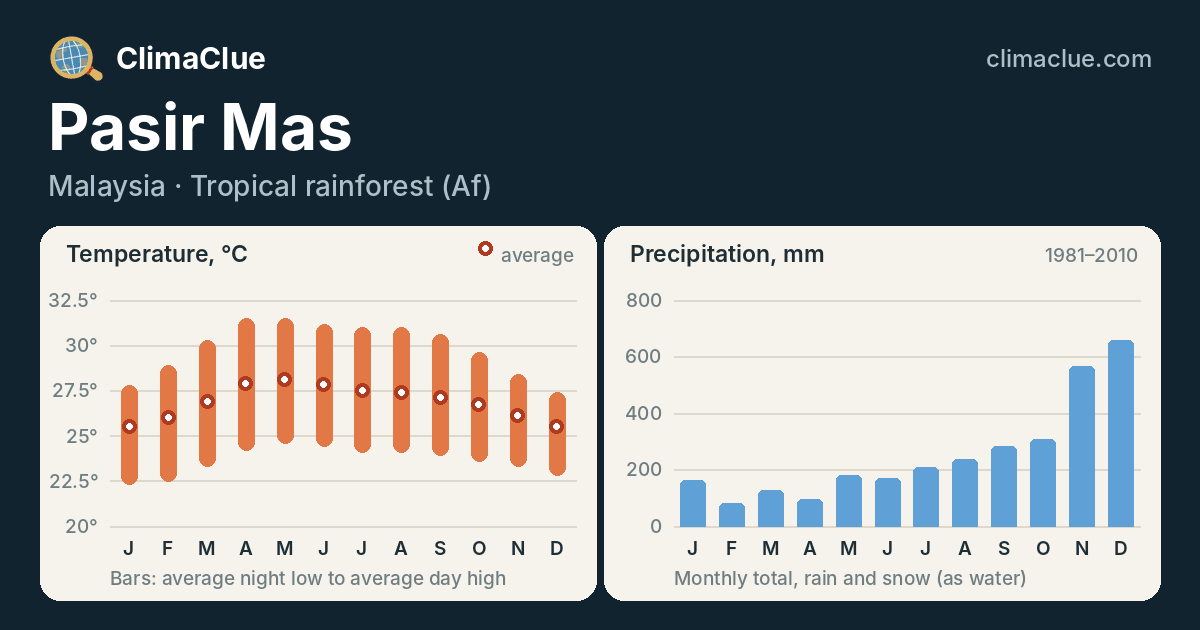 ClimaClue
climaclue.com
Pasir Mas
Malaysia · Tropical rainforest (Af)
Temperature, °C
average
32.5°
30°
27.5°
25°
22.5°
20°
J F M A M J J A S O N D
Bars: average night low to average day high
Precipitation, mm
1981–2010
800
600
400
200
0
J F M A M J J A S O N D
Monthly total, rain and snow (as water)